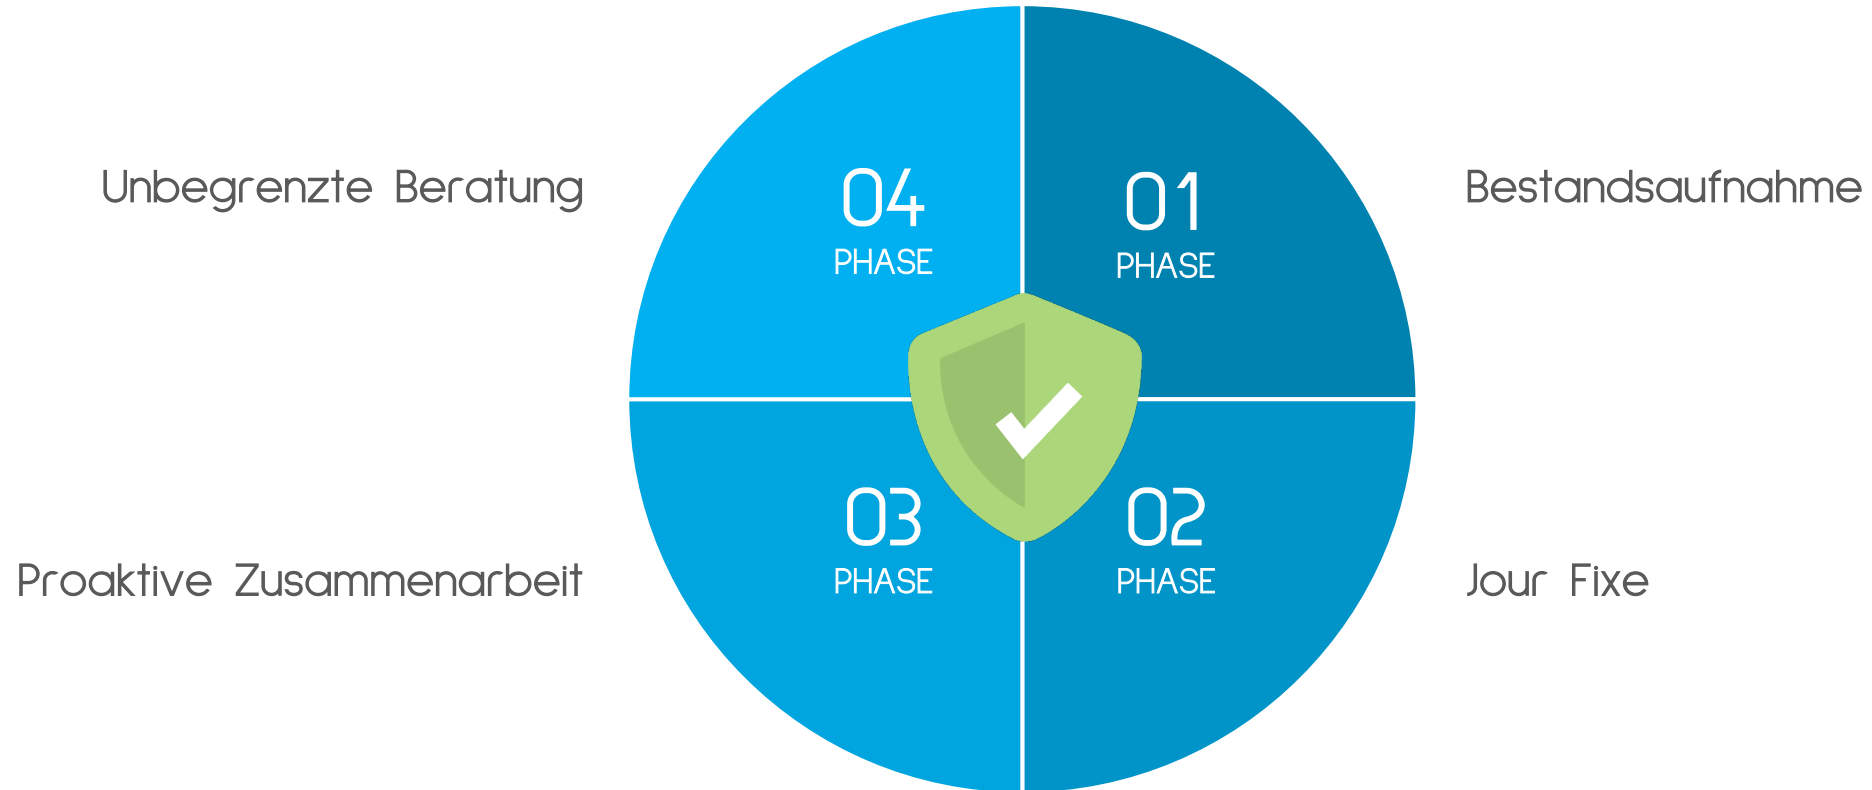 Unbegrenzte Beratung
04
PHASE
01
PHASE
Bestandsaufnahme
Proaktive Zusammenarbeit
03
PHASE
02
PHASE
Jour Fixe